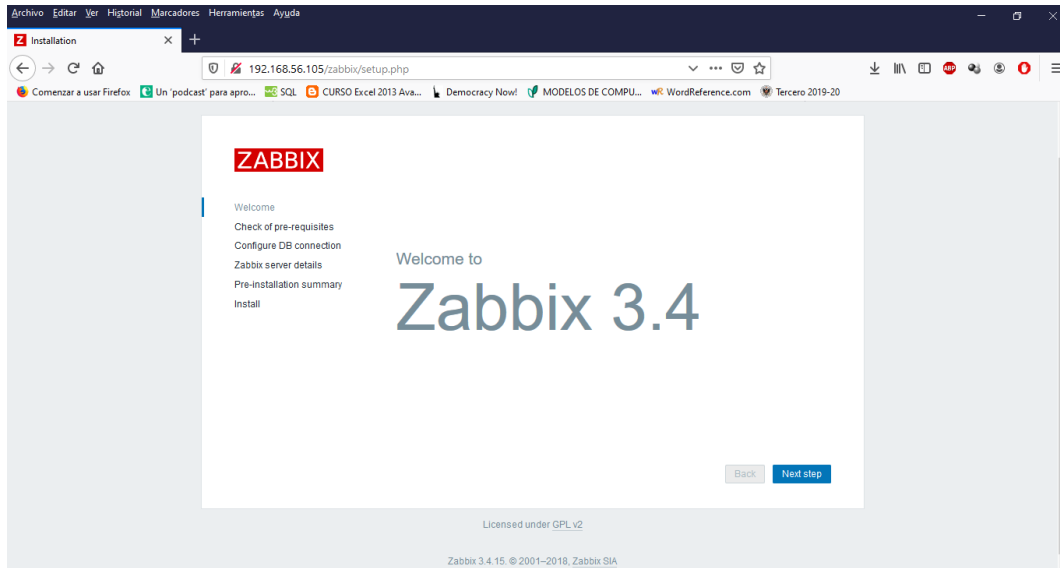 Archivo Editar Ver Historial Marcadores Herramientas Ayuda
Z Installation
192.168.56.105/zabbix/setup.php
Comenzar a usar Firefox Un 'podcast' para apro... SQL CURSO Excel 2013 Ava... Democracy Now! MODELOS DE COMPU... WR WordReference.com Tercero 2019-20
ABP
ZABBIX
Welcome
Check of pre-requisites
Configure DB connection
Zabbix server details
Pre-installation summary
Install
Welcome to
Zabbix 3.4
Back Next step
Licensed under GPL v2
Zabbix 3.4.15. © 2001–2018, Zabbix SIA